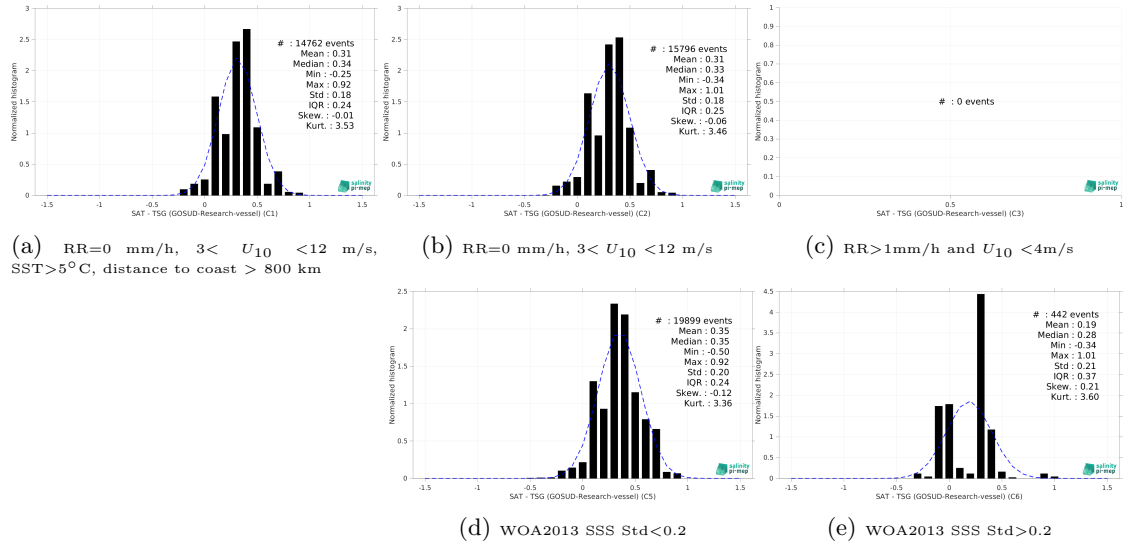 3
2.5
2
1.5
1
0.5
0
Normalized histogram
# : 14762 events
Mean : 0.31
Median : 0.34
Min : -0.25
Max : 0.92
Std : 0.18
IQR : 0.24
Skew. : -0.01
Kurt. : 3.53
salinity
pi-mep
-1.5 -1 -0.5 0 0.5 1 1.5
SAT - TSG (GOSUD-Research-vessel) (C1)
(a) RR=0 mm/h, 3< U10 <12 m/s,
SST>5°C, distance to coast > 800 km
3
2.5
2
1.5
1
0.5
0
Normalized histogram
# : 15796 events
Mean : 0.31
Median : 0.33
Min : -0.34
Max : 1.01
Std : 0.18
IQR : 0.25
Skew. : -0.06
Kurt. : 3.46
salinity
pi-mep
-1.5 -1 -0.5 0 0.5 1 1.5
SAT - TSG (GOSUD-Research-vessel) (C2)
(b) RR=0 mm/h, 3< U10 <12 m/s
1
0.9
0.8
0.7
0.6
0.5
0.4
0.3
0.2
0.1
0
Normalized histogram
# : 0 events
salinity
pi-mep
0 0.5 1
SAT - TSG (GOSUD-Research-vessel) (C3)
(c) RR>1mm/h and U10 <4m/s
2.5
2
1.5
1
0.5
0
Normalized histogram
# : 19899 events
Mean : 0.35
Median : 0.35
Min : -0.50
Max : 0.92
Std : 0.20
IQR : 0.24
Skew. : -0.12
Kurt. : 3.36
salinity
pi-mep
-1.5 -1 -0.5 0 0.5 1 1.5
SAT - TSG (GOSUD-Research-vessel) (C5)
(d) WOA2013 SSS Std<0.2
4.5
4
3.5
3
2.5
2
1.5
1
0.5
0
Normalized histogram
# : 442 events
Mean : 0.19
Median : 0.28
Min : -0.34
Max : 1.01
Std : 0.21
IQR : 0.37
Skew. : 0.21
Kurt. : 3.60
salinity
pi-mep
-1.5 -1 -0.5 0 0.5 1 1.5
SAT - TSG (GOSUD-Research-vessel) (C6)
(e) WOA2013 SSS Std>0.2